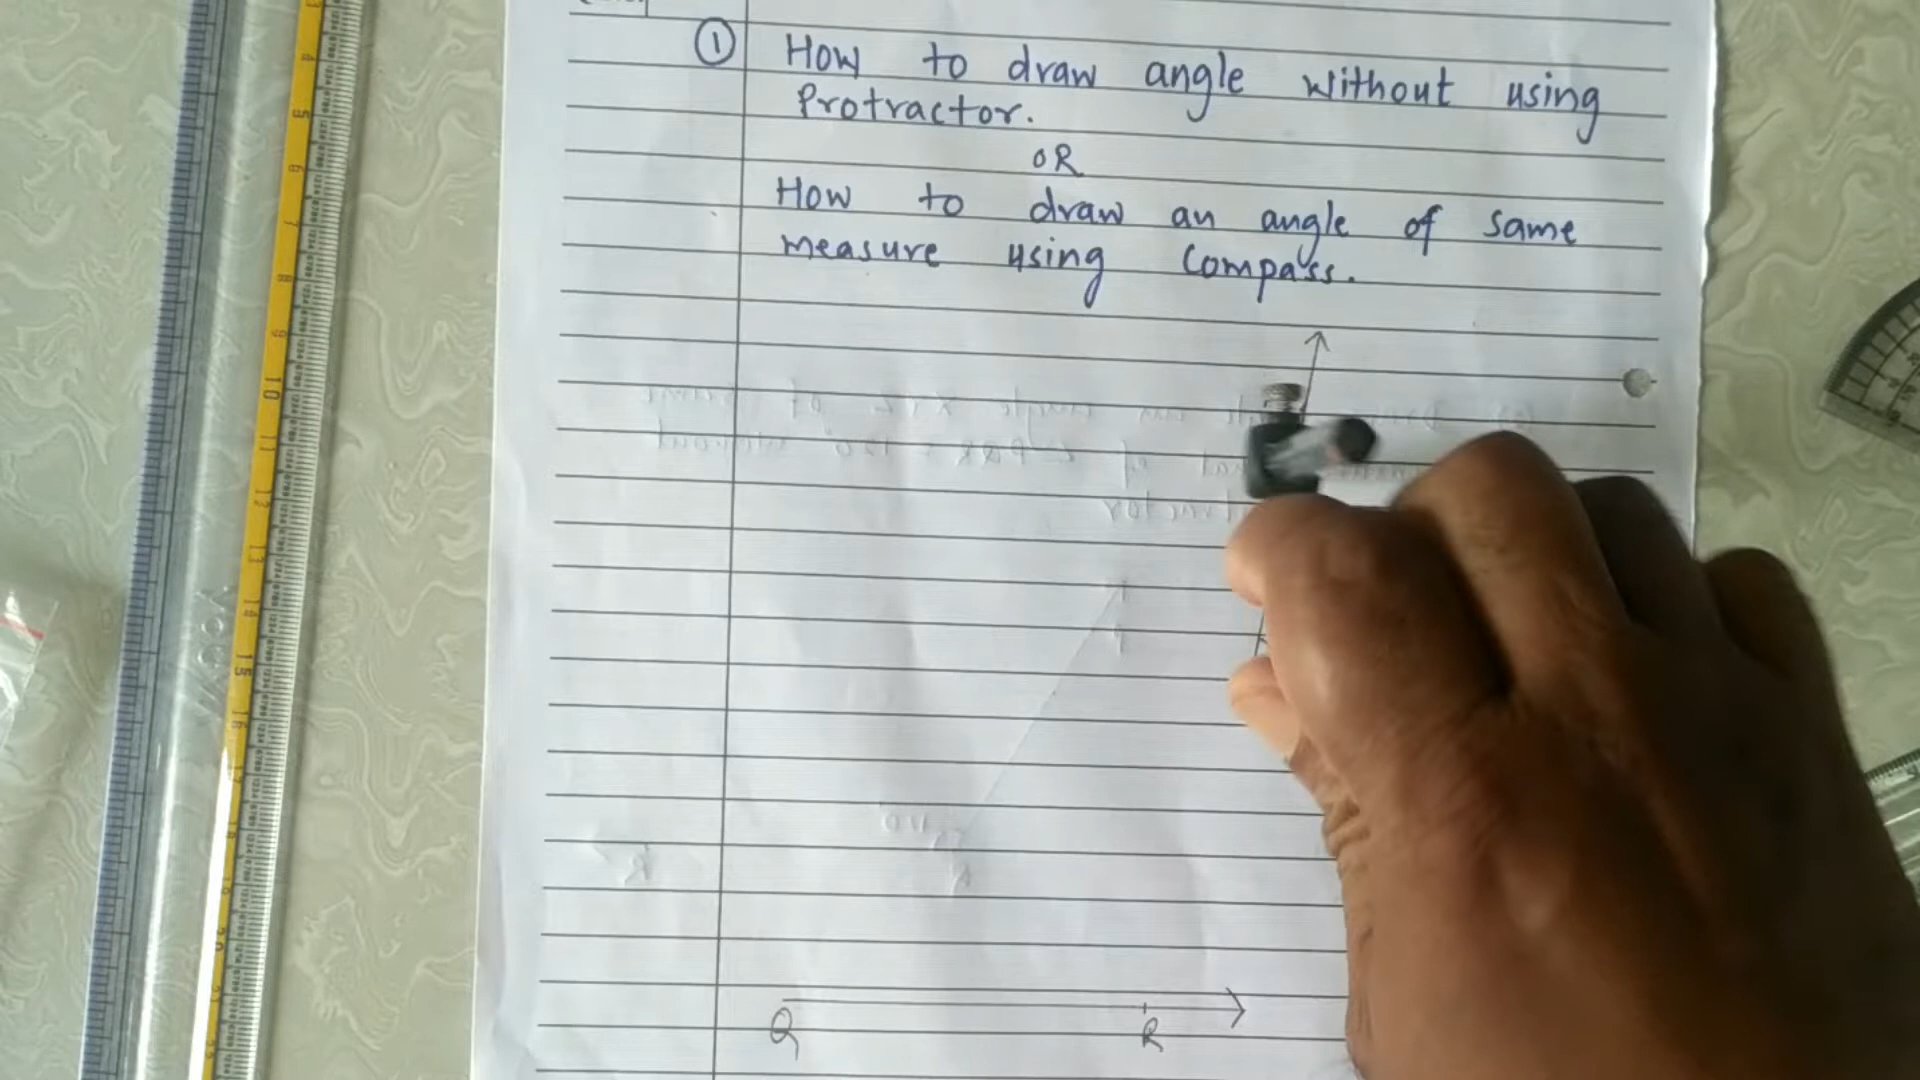 ① How to draw angle without using
Protractor.
OR
How to draw an angle of same
measure using Compass.
Q R